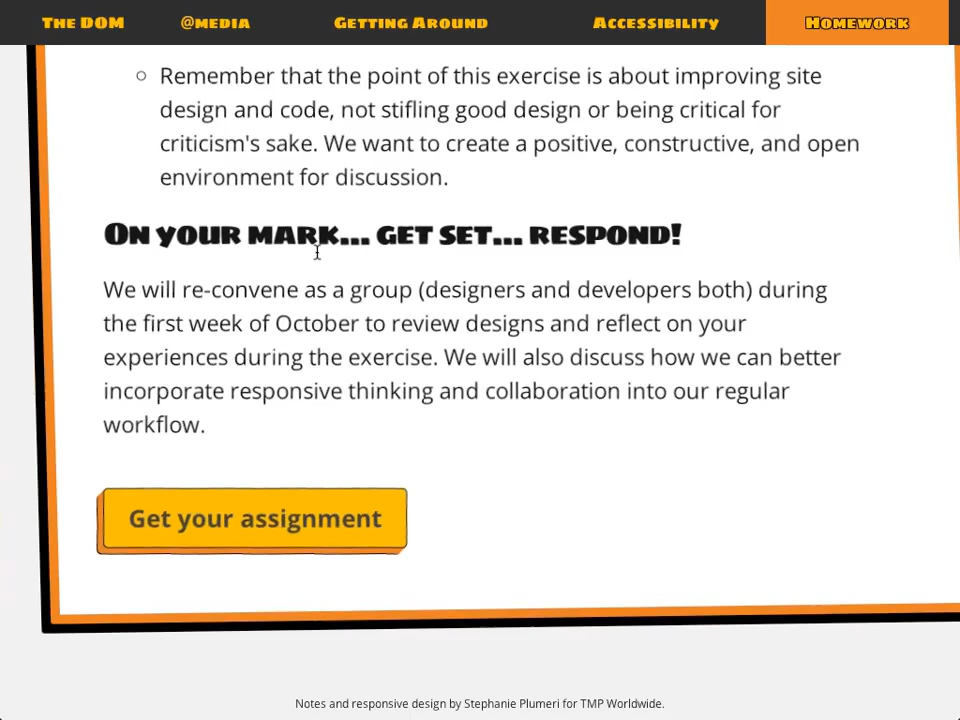 The DOM @media Getting Around Accessibility Homework
Remember that the point of this exercise is about improving site
design and code, not stifling good design or being critical for
criticism's sake. We want to create a positive, constructive, and open
environment for discussion.
On your mark... get set... respond!
We will re-convene as a group (designers and developers both) during
the first week of October to review designs and reflect on your
experiences during the exercise. We will also discuss how we can better
incorporate responsive thinking and collaboration into our regular
workflow.
Get your assignment
Notes and responsive design by Stephanie Plumeri for TMP Worldwide.